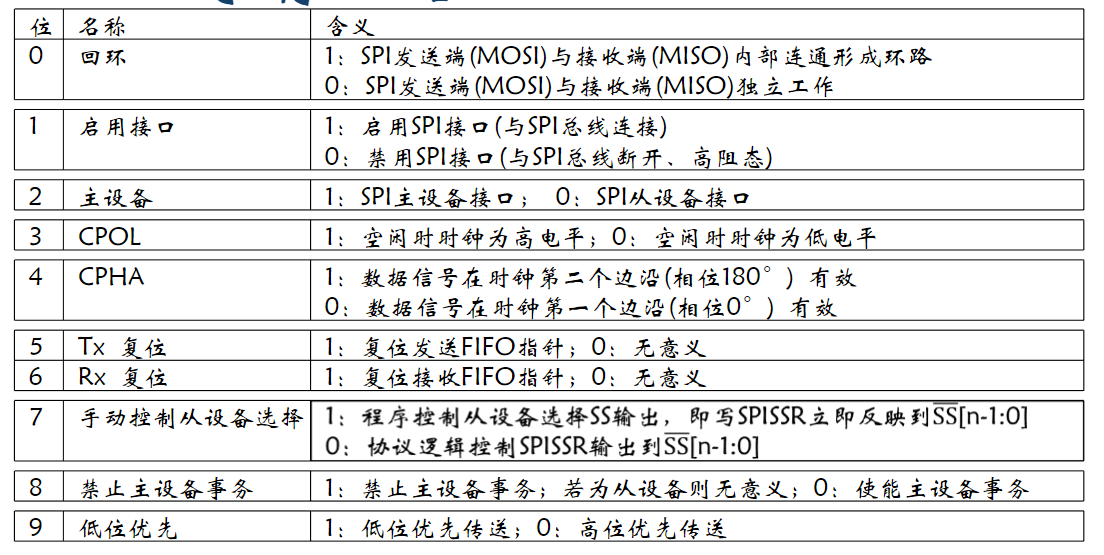 位 名称 含义
0 回环 1：SPI发送端(MOSI)与接收端(MISO)内部连通形成环路
0：SPI发送端(MOSI)与接收端(MISO)独立工作
1 启用接口 1：启用SPI接口(与SPI总线连接)
0：禁用SPI接口(与SPI总线断开、高阻态)
2 主设备 1：SPI主设备接口； 0：SPI从设备接口
3 CPOL 1：空闲时时钟为高电平；0：空闲时时钟为低电平
4 CPHA 1：数据信号在时钟第二个边沿(相位180°) 有效
0：数据信号在时钟第一个边沿(相位0°) 有效
5 Tx 复位 1：复位发送FIFO指针；0：无意义
6 Rx 复位 1：复位接收FIFO指针；0：无意义
7 手动控制从设备选择 1：程序控制从设备选择SS输出，即写SPISSR立即反映到S̅S̅[n-1:0]
0：协议逻辑控制SPISSR输出到S̅S̅[n-1:0]
8 禁止主设备事务 1：禁止主设备事务；若为从设备则无意义；0：使能主设备事务
9 低位优先 1：低位优先传送；0：高位优先传送